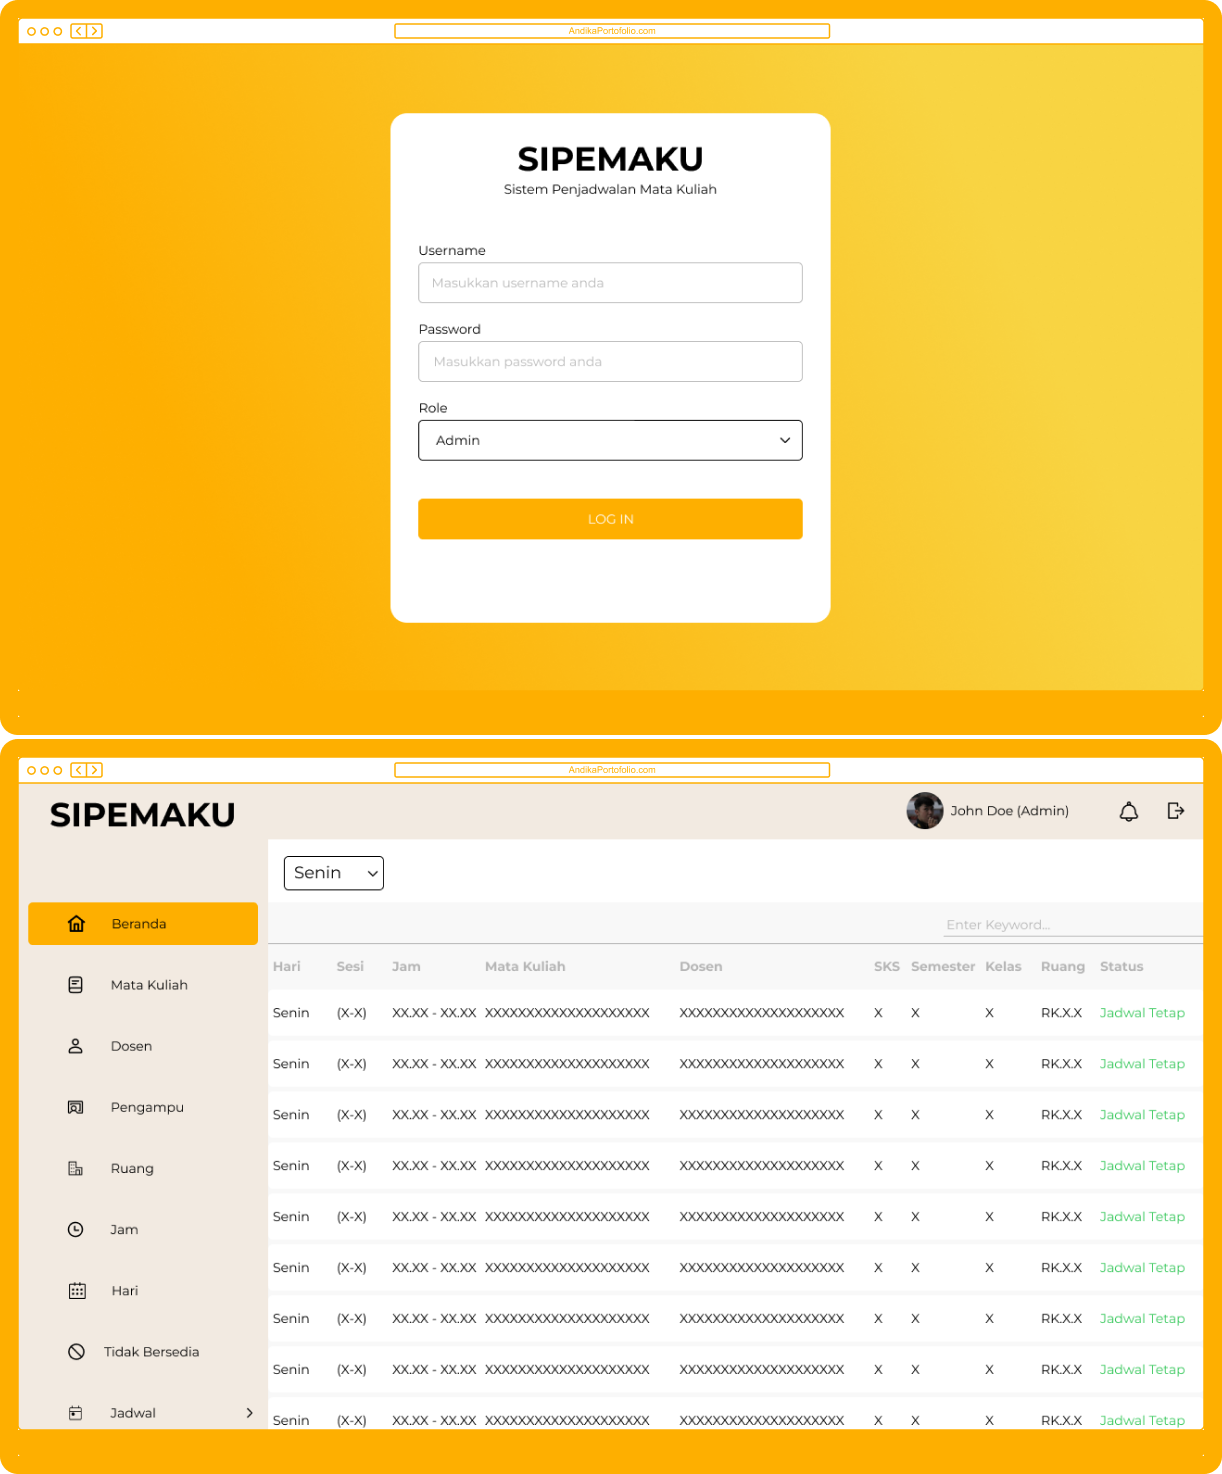 AndikaPortofolio.com
SIPEMAKU
Sistem Penjadwalan Mata Kuliah
Username
Masukkan username anda
Password
Masukkan password anda
Role
Admin
LOG IN
AndikaPortofolio.com
SIPEMAKU
John Doe (Admin)
Senin
Beranda
Mata Kuliah
Dosen
Pengampu
Ruang
Jam
Hari
Tidak Bersedia
Jadwal
Enter Keyword...
Hari Sesi Jam Mata Kuliah Dosen SKS Semester Kelas Ruang Status
Senin (X-X) XX.XX - XX.XX XXXXXXXXXXXXXXXXXXXX XXXXXXXXXXXXXXXXXXXX X X X RK.X.X Jadwal Tetap
Senin (X-X) XX.XX - XX.XX XXXXXXXXXXXXXXXXXXXX XXXXXXXXXXXXXXXXXXXX X X X RK.X.X Jadwal Tetap
Senin (X-X) XX.XX - XX.XX XXXXXXXXXXXXXXXXXXXX XXXXXXXXXXXXXXXXXXXX X X X RK.X.X Jadwal Tetap
Senin (X-X) XX.XX - XX.XX XXXXXXXXXXXXXXXXXXXX XXXXXXXXXXXXXXXXXXXX X X X RK.X.X Jadwal Tetap
Senin (X-X) XX.XX - XX.XX XXXXXXXXXXXXXXXXXXXX XXXXXXXXXXXXXXXXXXXX X X X RK.X.X Jadwal Tetap
Senin (X-X) XX.XX - XX.XX XXXXXXXXXXXXXXXXXXXX XXXXXXXXXXXXXXXXXXXX X X X RK.X.X Jadwal Tetap
Senin (X-X) XX.XX - XX.XX XXXXXXXXXXXXXXXXXXXX XXXXXXXXXXXXXXXXXXXX X X X RK.X.X Jadwal Tetap
Senin (X-X) XX.XX - XX.XX XXXXXXXXXXXXXXXXXXXX XXXXXXXXXXXXXXXXXXXX X X X RK.X.X Jadwal Tetap
Senin (X-X) XX.XX - XX.XX XXXXXXXXXXXXXXXXXXXX XXXXXXXXXXXXXXXXXXXX X X X RK.X.X Jadwal Tetap